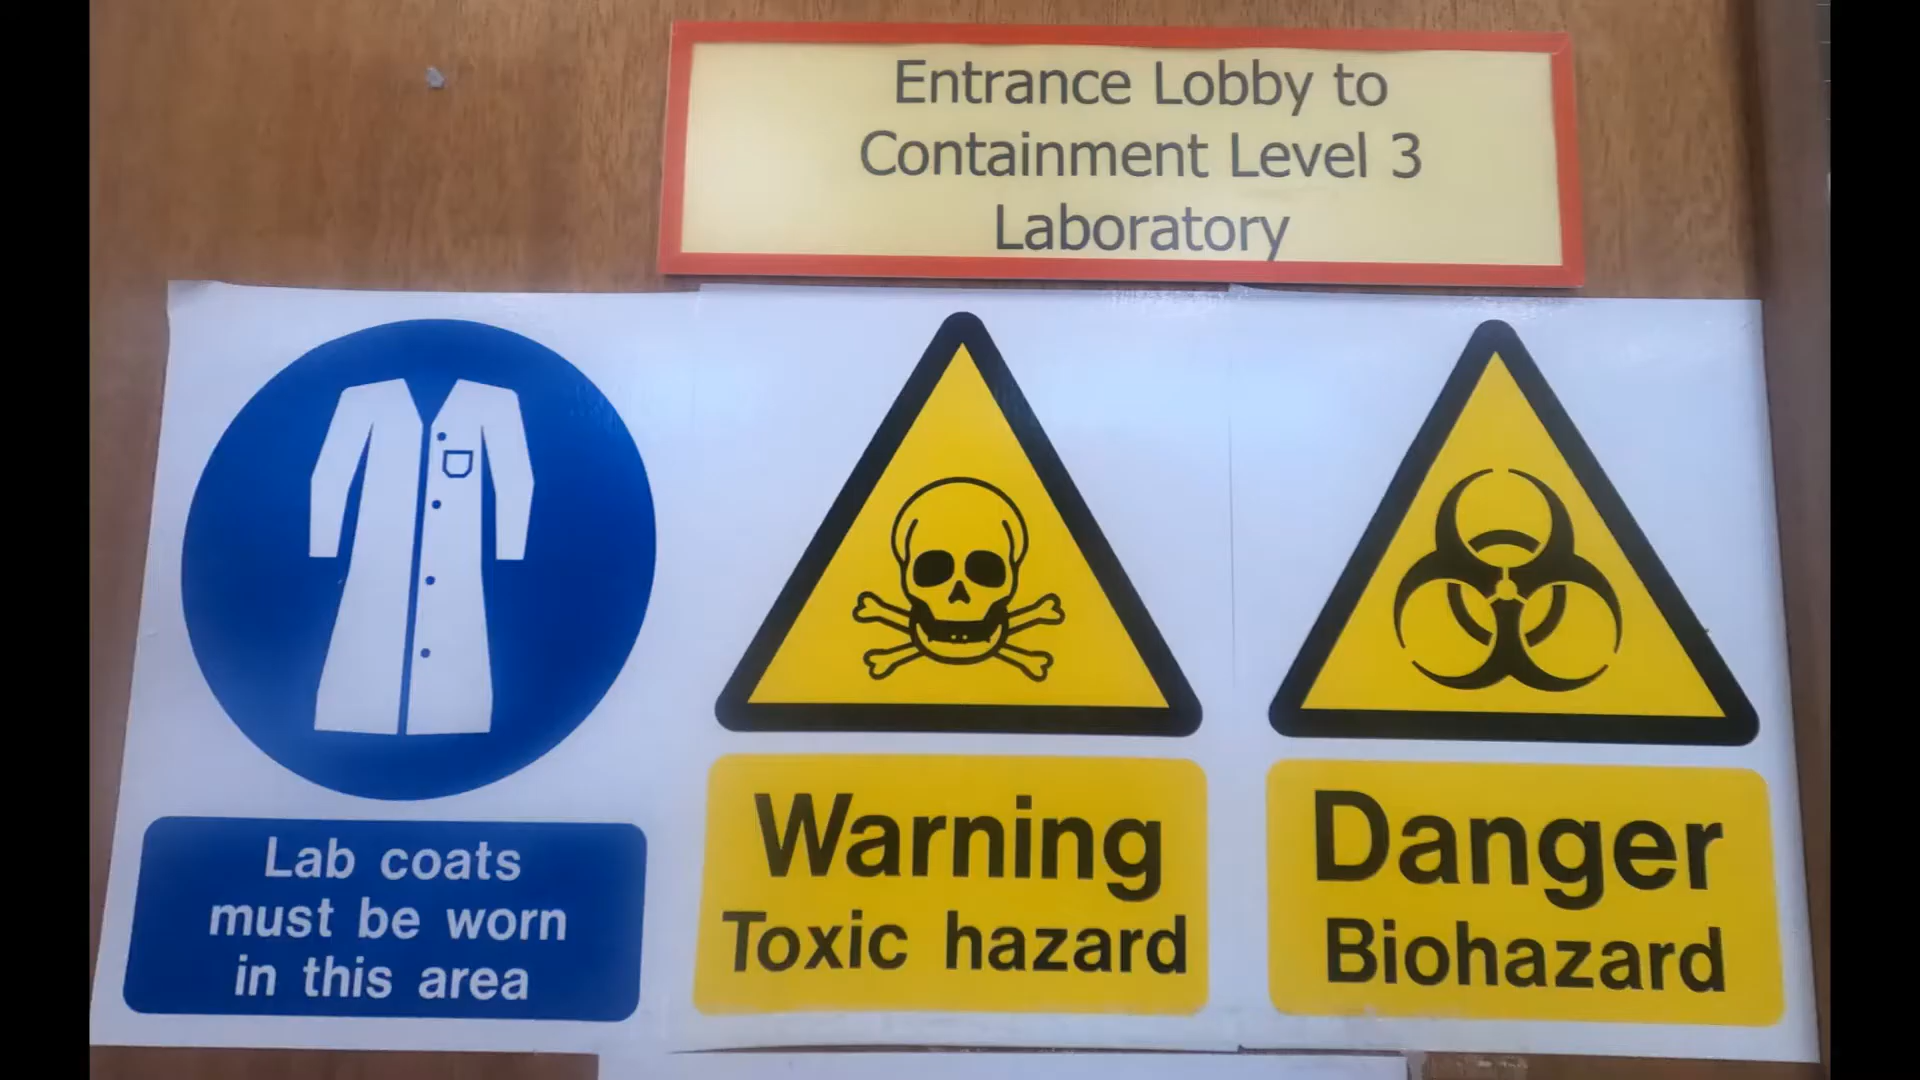 Entrance Lobby to
Containment Level 3
Laboratory
Lab coats
must be worn
in this area
Warning
Toxic hazard
Danger
Biohazard